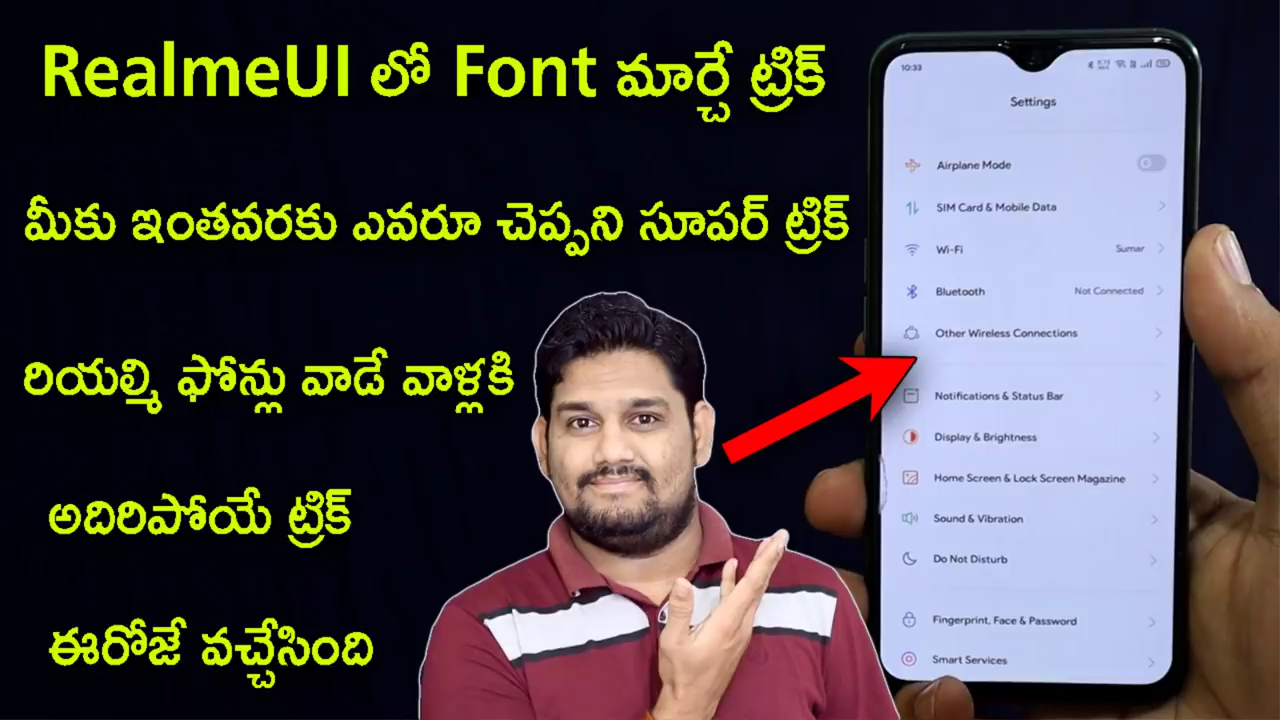 RealmeUI లో Font మార్చే ట్రిక్
మీకు ఇంతవరకు ఎవరూ చెప్పని సూపర్ ట్రిక్
రియల్మి ఫోన్లు వాడే వాళ్లకి
అదిరిపోయే ట్రిక్
ఈరోజే వచ్చేసింది
10:33
Settings
Airplane Mode
SIM Card & Mobile Data
Wi-Fi Sumar
Bluetooth Not Connected
Other Wireless Connections
Notifications & Status Bar
Display & Brightness
Home Screen & Lock Screen Magazine
Sound & Vibration
Do Not Disturb
Fingerprint, Face & Password
Smart Services